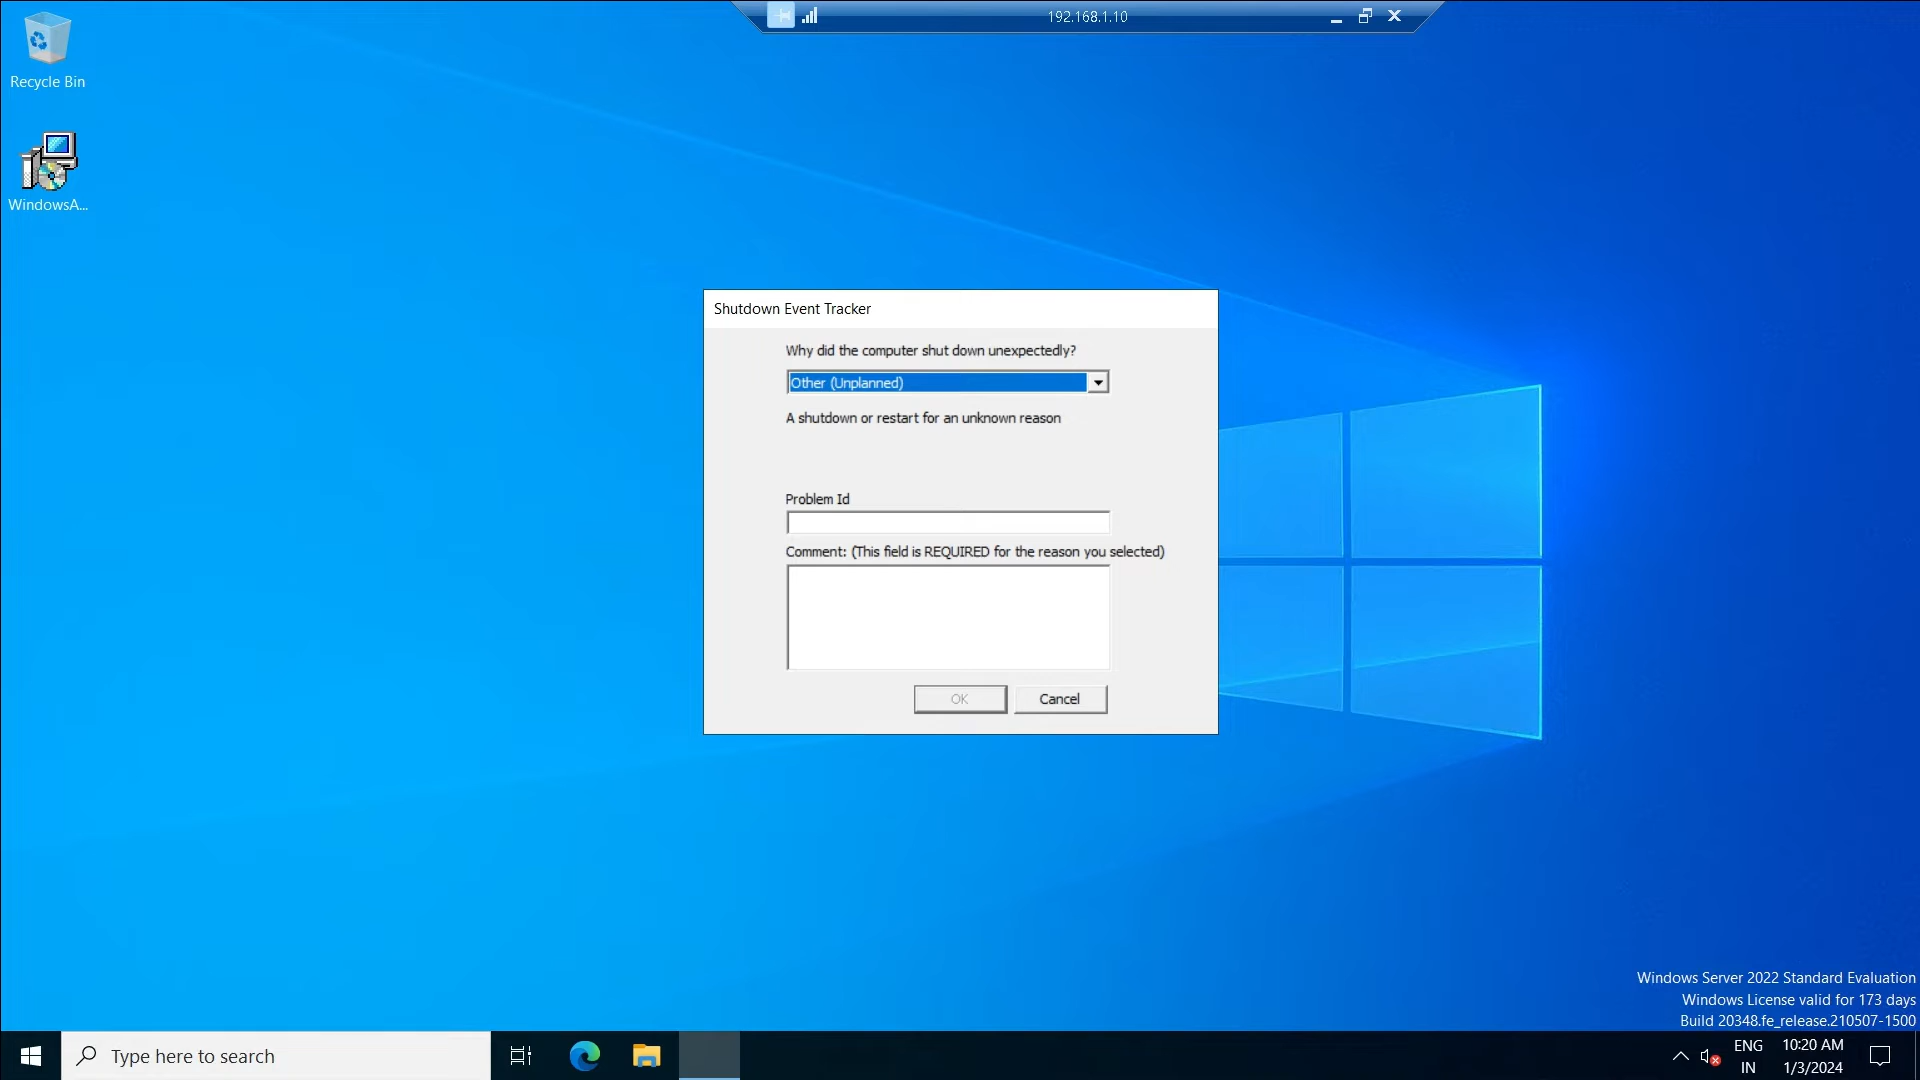 192.168.1.10
Recycle Bin
WindowsA...
Shutdown Event Tracker
Why did the computer shut down unexpectedly?
Other (Unplanned)
A shutdown or restart for an unknown reason
Problem Id
Comment: (This field is REQUIRED for the reason you selected)
OK
Cancel
Windows Server 2022 Standard Evaluation
Windows License valid for 173 days
Build 20348.fe_release.210507-1500
Type here to search
ENG
IN
10:20 AM
1/3/2024